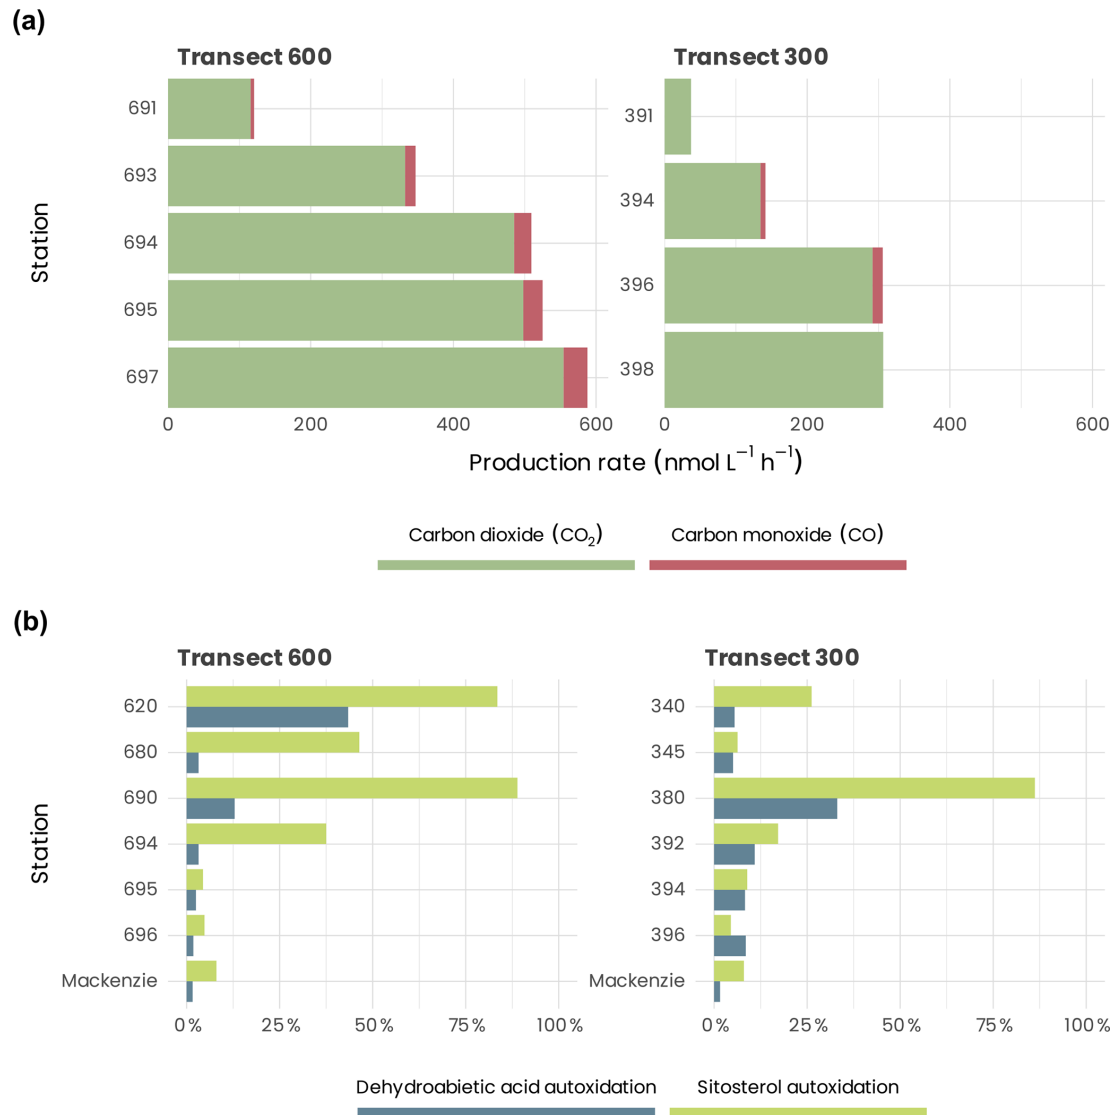 (a)
Transect 600
Transect 300
Station
691
693
694
695
697
0 200 400 600
391
394
396
398
0 200 400 600
Production rate (nmol L⁻¹ h⁻¹)
Carbon dioxide (CO₂)
Carbon monoxide (CO)
(b)
Transect 600
Transect 300
Station
620
680
690
694
695
696
Mackenzie
0% 25% 50% 75% 100%
340
345
380
392
394
396
Mackenzie
0% 25% 50% 75% 100%
Dehydroabietic acid autoxidation
Sitosterol autoxidation